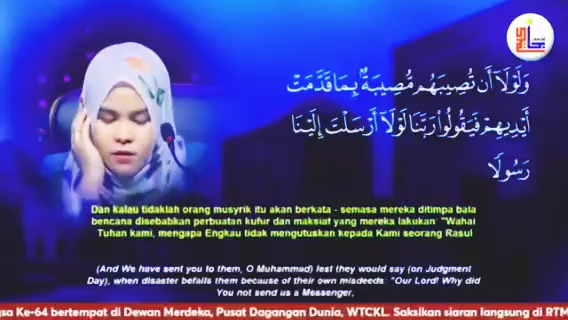 وَلَوْلَآ أَن تُصِيبَهُم مُّصِيبَةٌۢ بِمَا قَدَّمَتْ
أَيْدِيهِمْ فَيَقُولُوا۟ رَبَّنَا لَوْلَآ أَرْسَلْتَ إِلَيْنَا
رَسُولًا
Dan kalau tidaklah orang musyrik itu akan berkata - semasa mereka ditimpa bala
bencana disebabkan perbuatan kufur dan maksiat yang mereka lakukan: "Wahai
Tuhan kami, mengapa Engkau tidak mengutuskan kepada Kami seorang Rasul
(And We have sent you to them, O Muhammad) lest they would say (on Judgment
Day), when disaster befalls them because of their own misdeeds: "Our Lord! Why did
You not send us a Messenger,
gsa Ke-64 bertempat di Dewan Merdeka, Pusat Dagangan Dunia, WTCKL. Saksikan siaran langsung di RTM